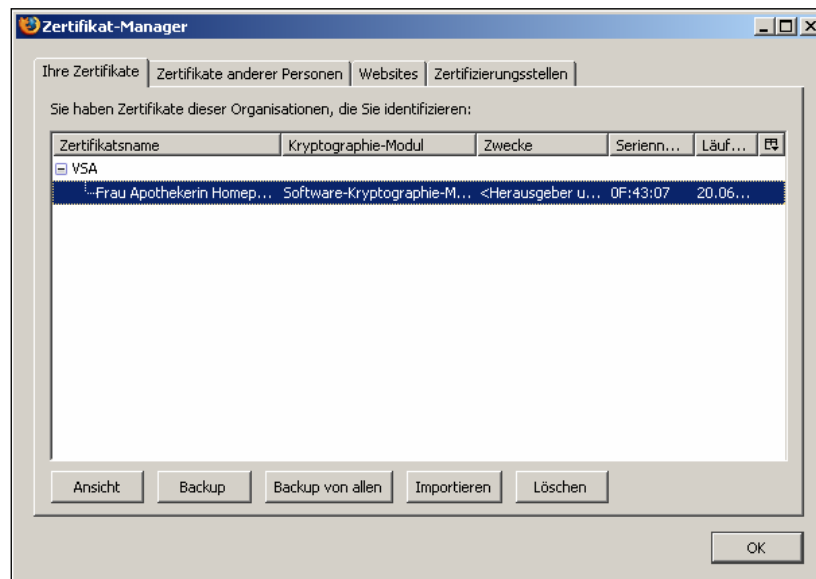 Zertifikat-Manager
Ihre Zertifikate Zertifikate anderer Personen Websites Zertifizierungsstellen
Sie haben Zertifikate dieser Organisationen, die Sie identifizieren:
Zertifikatsname Kryptographie-Modul Zwecke Serienn... Läuf...
VSA
Frau Apothekerin Homep... Software-Kryptographie-M... <Herausgeber u... 0F:43:07 20.06...
Ansicht Backup Backup von allen Importieren Löschen
OK